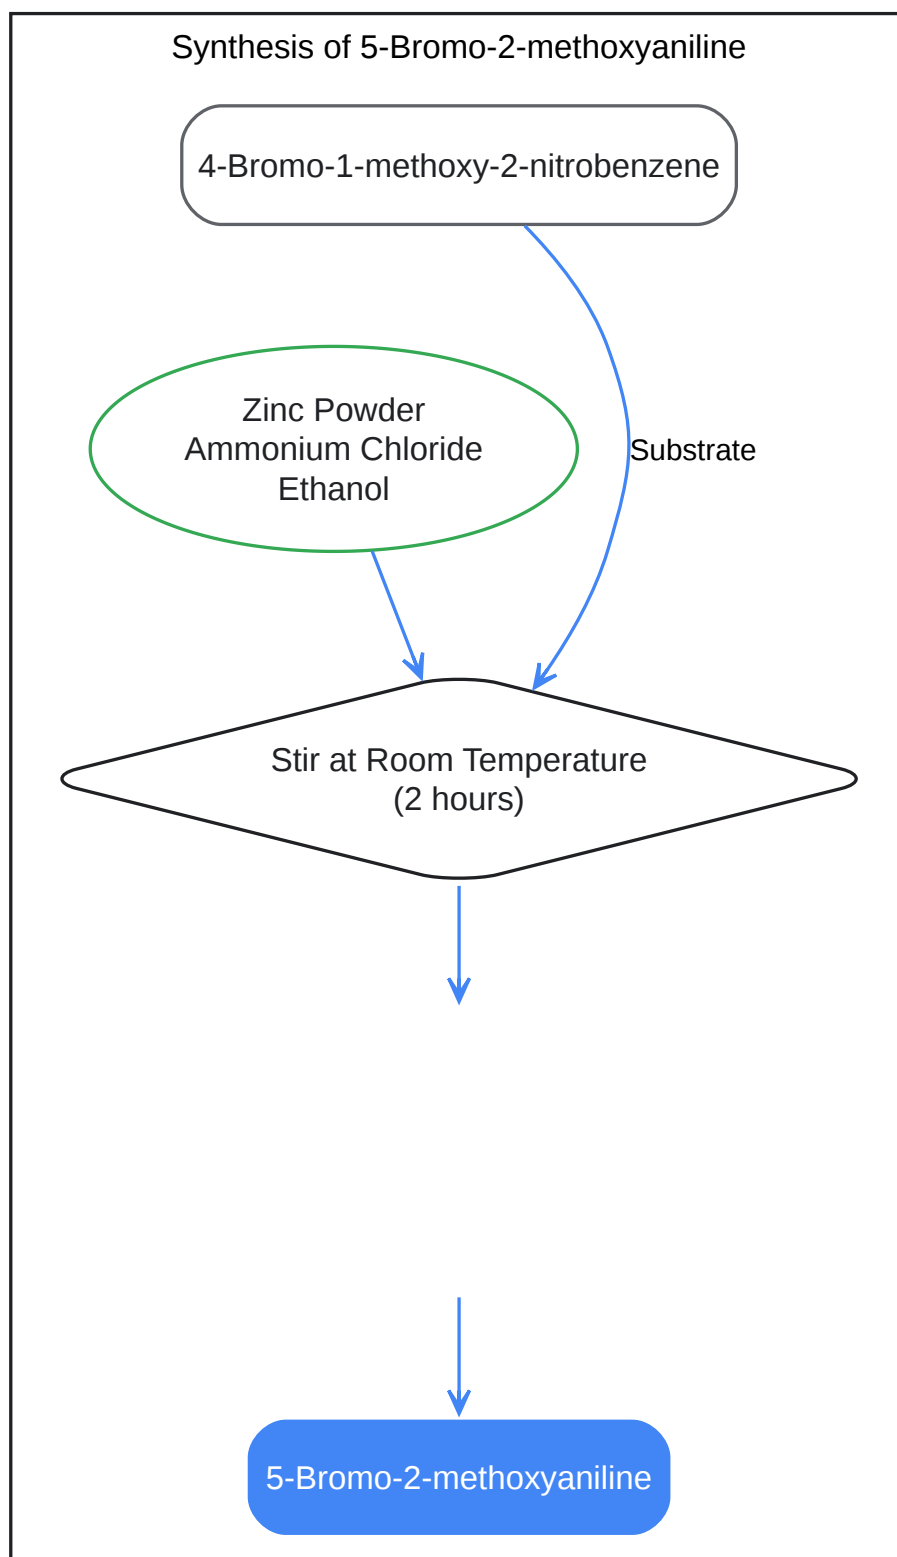 Synthesis of 5-Bromo-2-methoxyaniline
4-Bromo-1-methoxy-2-nitrobenzene
Zinc Powder
Ammonium Chloride
Ethanol
Substrate
Stir at Room Temperature
(2 hours)
5-Bromo-2-methoxyaniline